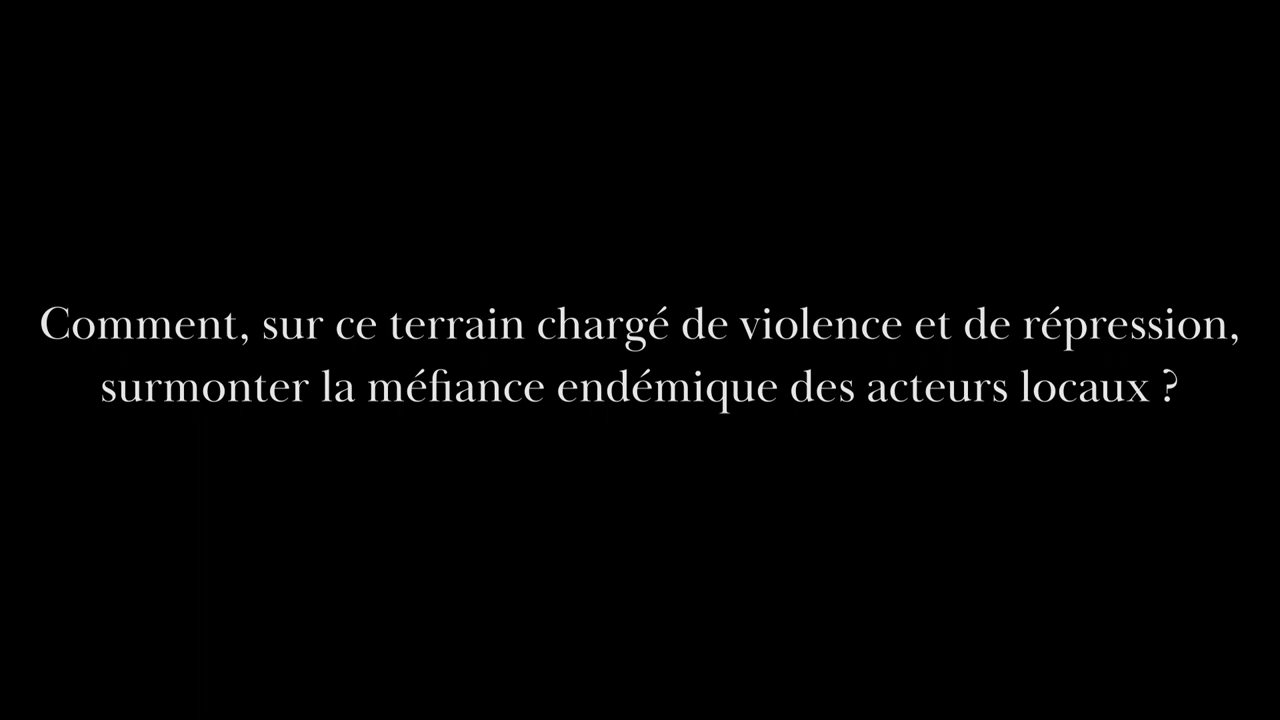 Comment, sur ce terrain chargé de violence et de répression,
surmonter la méfiance endémique des acteurs locaux ?